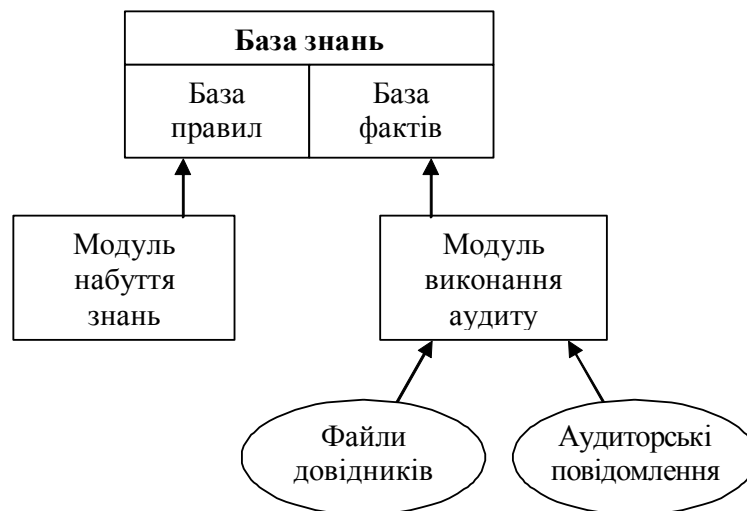 База знань
База
правил
База
фактів
Модуль
набуття
знань
Модуль
виконання
аудиту
Файли
довідників
Аудиторські
повідомлення